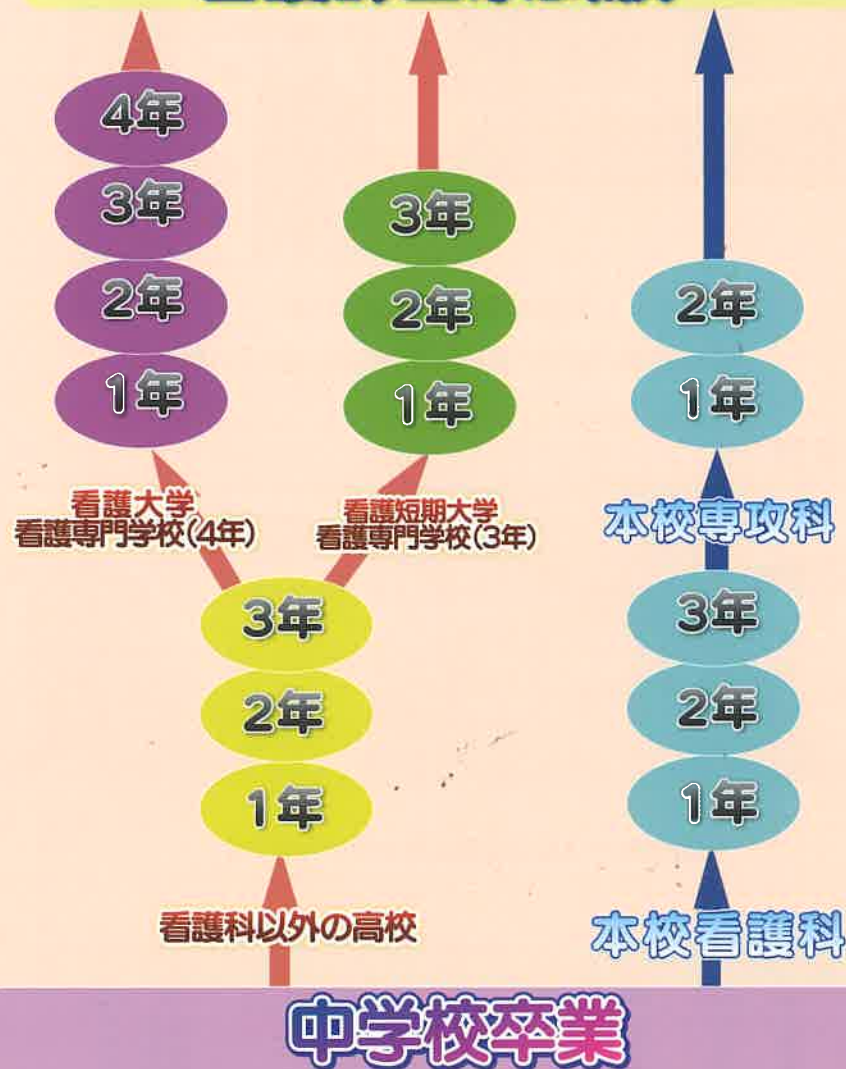 4年
3年
2年
1年
3年
2年
1年
2年
1年
看護大学
看護専門学校(4年)
看護短期大学
看護専門学校(3年)
本校専攻科
3年
2年
1年
3年
2年
1年
看護科以外の高校
本校看護科
中学校卒業